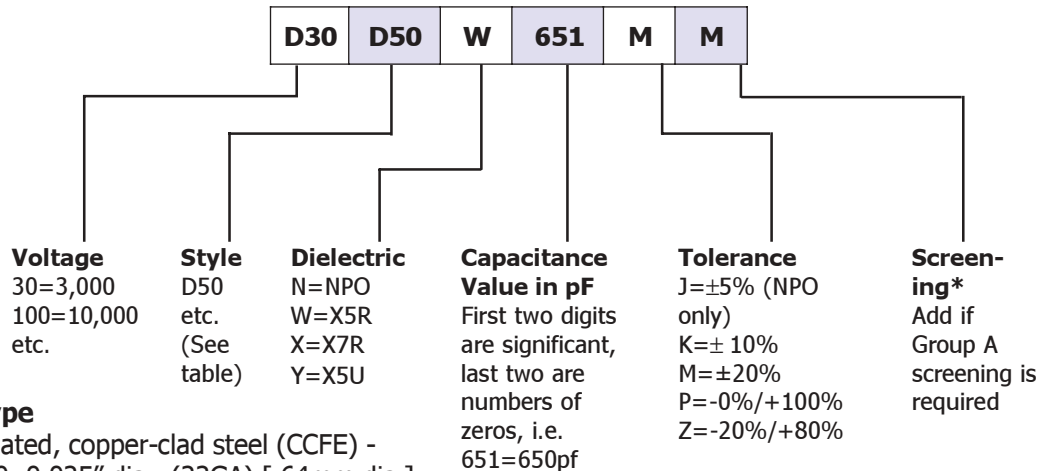 D30 D50 W 651 M M
Voltage
30=3,000
100=10,000
etc.
Style
D50
etc.
(See
table)
Dielectric
N=NPO
W=X5R
X=X7R
Y=X5U
Capacitance
Value in pF
First two digits
are significant,
last two are
numbers of
zeros, i.e.
651=650pf
Tolerance
J=±5% (NPO
only)
K=± 10%
M=±20%
P=-0%/+100%
Z=-20%/+80%
Screen-
ing*
Add if
Group A
screening is
required
ated, copper-clad steel (CCFE) -